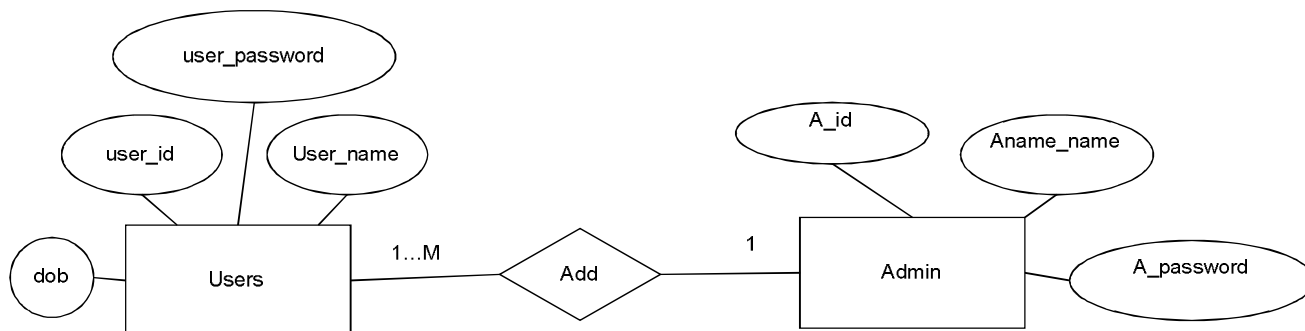 user_password
A_id
Aname_name
user_id
User_name
1...M
1
A_password
dob
Users
Add
Admin